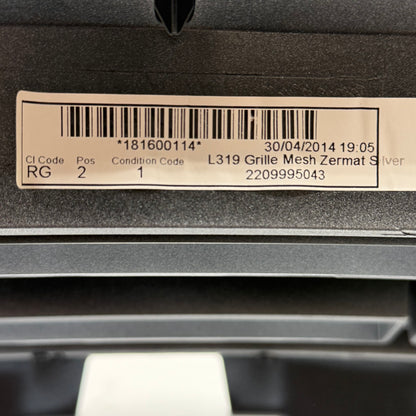 *181600114*
30/04/2014 19:05
CI Code Pos Condition Code L319 Grille Mesh Zermat Silver
RG 2 1 2209995043